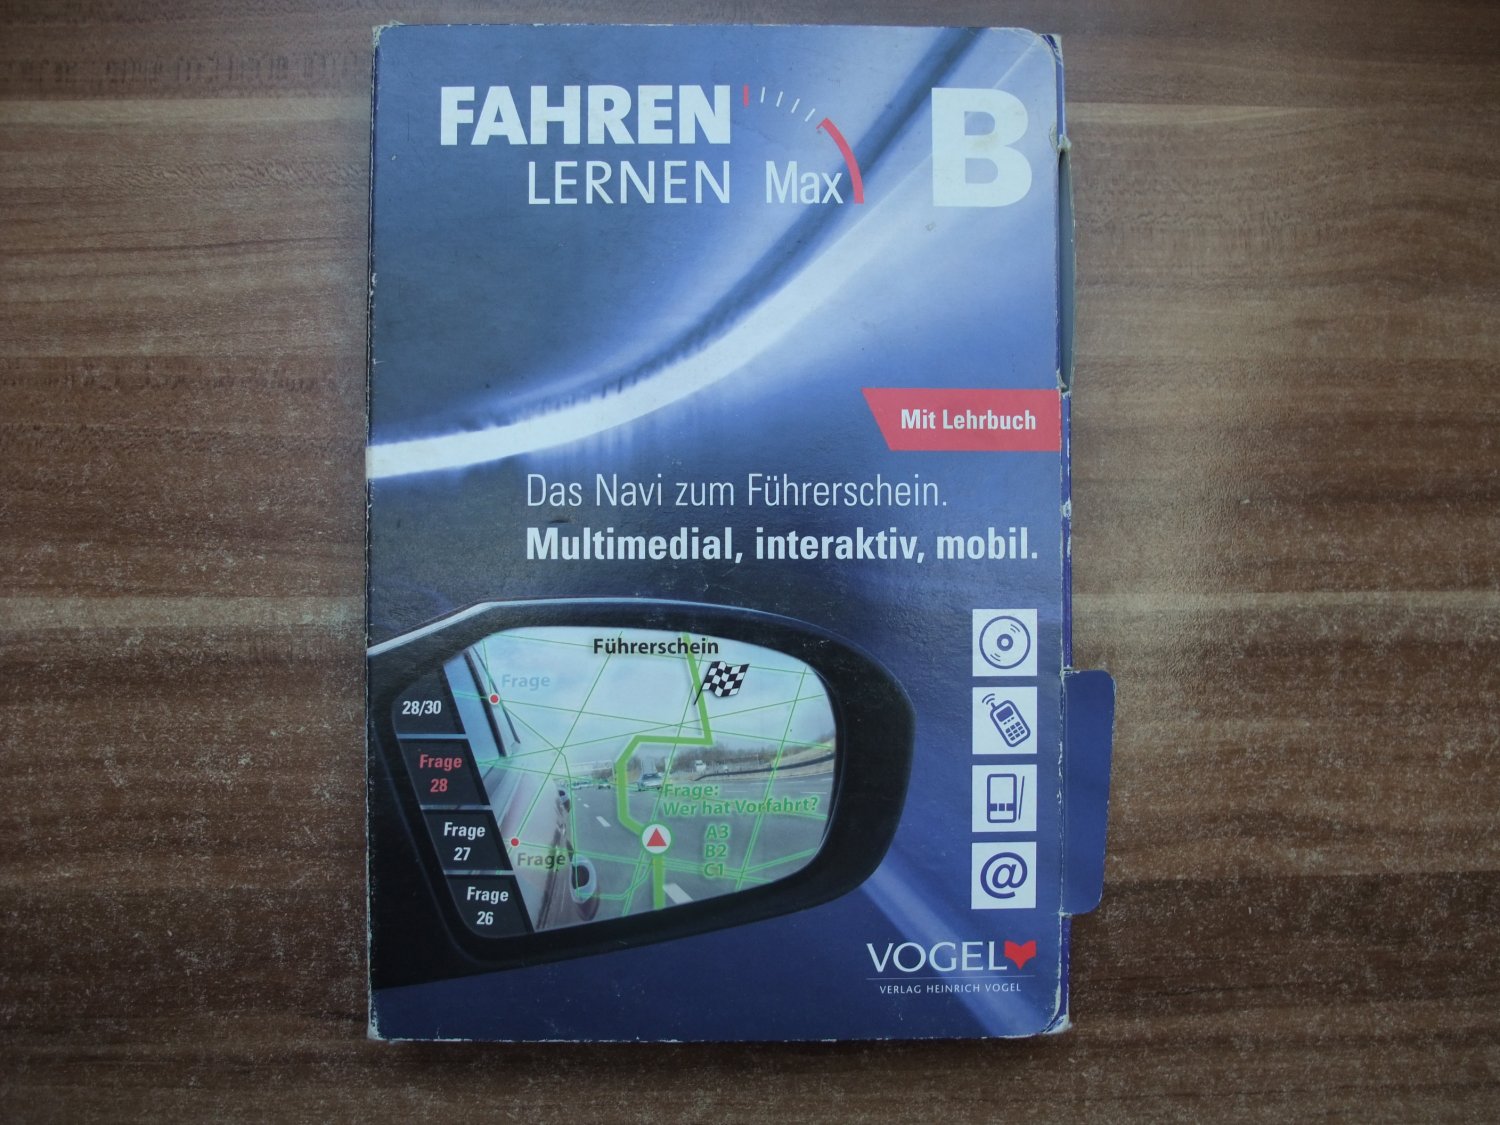 FAHREN
LERNEN Max
B
Mit Lehrbuch
Das Navi zum Führerschein.
Multimedial, interaktiv, mobil.
Führerschein
Frage
28/30
Frage
28
Frage:
Wer hat Vorfahrt?
A3
B2
C1
Frage
27
Frage
Frage
26
@
VOGEL
VERLAG HEINRICH VOGEL